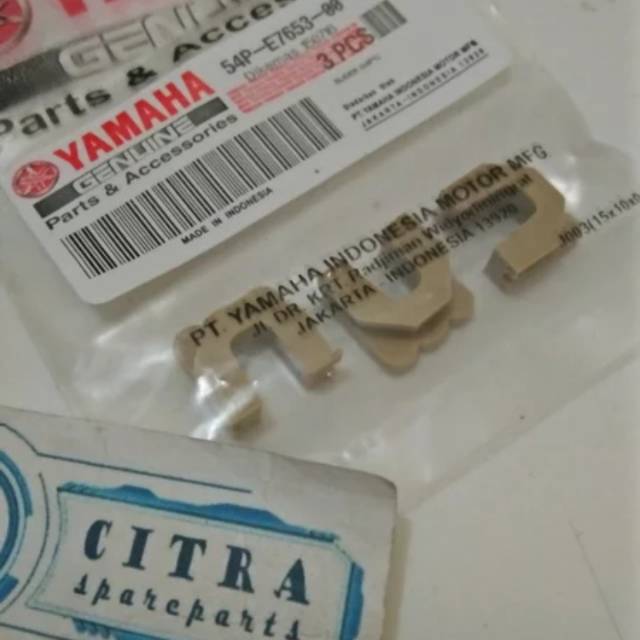 GENUINE
Parts & Acces
54P-E7653-00
3 PCS
YAMAHA
GENUINE
Parts & Accessories
MADE IN INDONESIA
PT. YAMAHA INDONESIA MOTOR MFG
JAKARTA-INDONESIA
PT. YAMAHA INDONESIA MOTOR MFG
Jl. DR. KRT Radjiman Widyodiningrat
JAKARTA - INDONESIA 13920
CITRA
spareparts